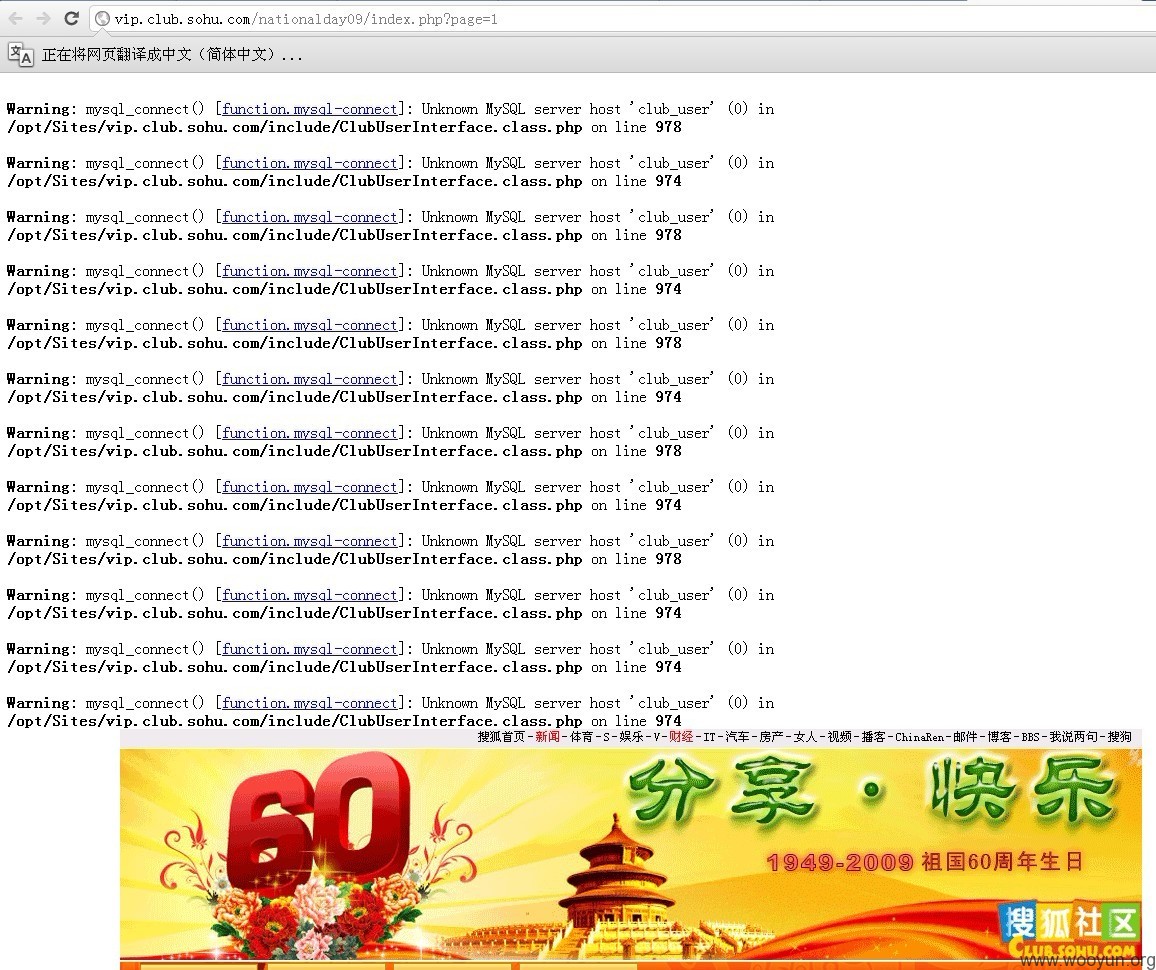 vip.club.sohu.com/nationalday09/index.php?page=1
正在将网页翻译成中文（简体中文）...
Warning: mysql_connect() [function.mysql-connect]: Unknown MySQL server host 'club_user' (0) in
/opt/Sites/vip.club.sohu.com/include/ClubUserInterface.class.php on line 978
Warning: mysql_connect() [function.mysql-connect]: Unknown MySQL server host 'club_user' (0) in
/opt/Sites/vip.club.sohu.com/include/ClubUserInterface.class.php on line 974
Warning: mysql_connect() [function.mysql-connect]: Unknown MySQL server host 'club_user' (0) in
/opt/Sites/vip.club.sohu.com/include/ClubUserInterface.class.php on line 978
Warning: mysql_connect() [function.mysql-connect]: Unknown MySQL server host 'club_user' (0) in
/opt/Sites/vip.club.sohu.com/include/ClubUserInterface.class.php on line 974
Warning: mysql_connect() [function.mysql-connect]: Unknown MySQL server host 'club_user' (0) in
/opt/Sites/vip.club.sohu.com/include/ClubUserInterface.class.php on line 978
Warning: mysql_connect() [function.mysql-connect]: Unknown MySQL server host 'club_user' (0) in
/opt/Sites/vip.club.sohu.com/include/ClubUserInterface.class.php on line 974
Warning: mysql_connect() [function.mysql-connect]: Unknown MySQL server host 'club_user' (0) in
/opt/Sites/vip.club.sohu.com/include/ClubUserInterface.class.php on line 978
Warning: mysql_connect() [function.mysql-connect]: Unknown MySQL server host 'club_user' (0) in
/opt/Sites/vip.club.sohu.com/include/ClubUserInterface.class.php on line 974
Warning: mysql_connect() [function.mysql-connect]: Unknown MySQL server host 'club_user' (0) in
/opt/Sites/vip.club.sohu.com/include/ClubUserInterface.class.php on line 978
Warning: mysql_connect() [function.mysql-connect]: Unknown MySQL server host 'club_user' (0) in
/opt/Sites/vip.club.sohu.com/include/ClubUserInterface.class.php on line 974
Warning: mysql_connect() [function.mysql-connect]: Unknown MySQL server host 'club_user' (0) in
/opt/Sites/vip.club.sohu.com/include/ClubUserInterface.class.php on line 974
Warning: mysql_connect() [function.mysql-connect]: Unknown MySQL server host 'club_user' (0) in
/opt/Sites/vip.club.sohu.com/include/ClubUserInterface.class.php on line 974
搜狐首页-新闻-体育-S-娱乐-V-财经-IT-汽车-房产-女人-视频-播客-ChinaRen-邮件-博客-BBS-我说两句-搜狗
60
分享·快乐
1949-2009 祖国60周年生日
搜狐社区
CLUB.SOHU.COM
www.wooyun.org